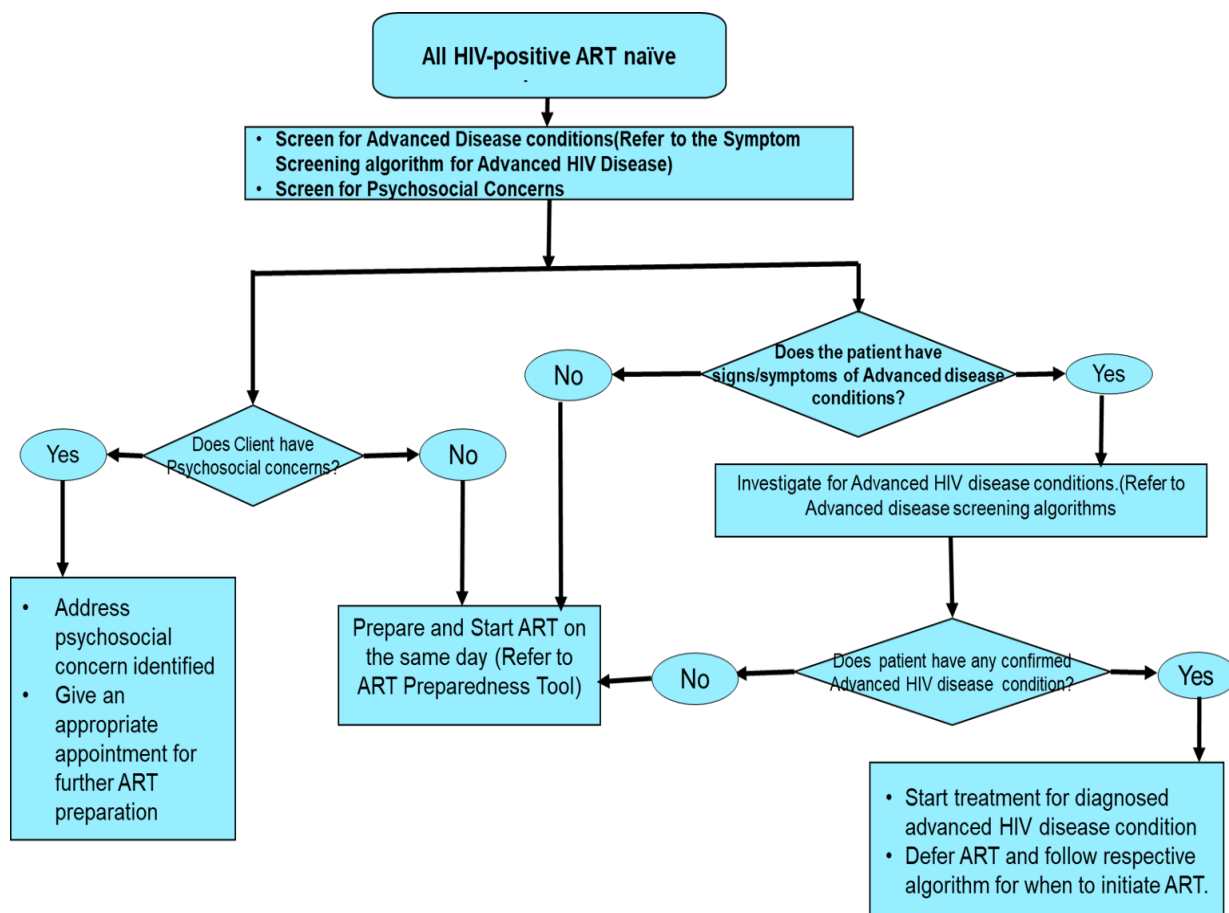 All HIV-positive ART naïve
-
• Screen for Advanced Disease conditions(Refer to the Symptom
Screening algorithm for Advanced HIV Disease)
• Screen for Psychosocial Concerns
Does the patient have
signs/symptoms of Advanced disease
conditions?
No
Yes
Does Client have
Psychosocial concerns?
Yes
No
Investigate for Advanced HIV disease conditions.(Refer to
Advanced disease screening algorithms
• Address
psychosocial
concern identified
• Give an
appropriate
appointment for
further ART
preparation
Prepare and Start ART on
the same day (Refer to
ART Preparedness Tool)
Does patient have any confirmed
Advanced HIV disease condition?
No
Yes
• Start treatment for diagnosed
advanced HIV disease condition
• Defer ART and follow respective
algorithm for when to initiate ART.